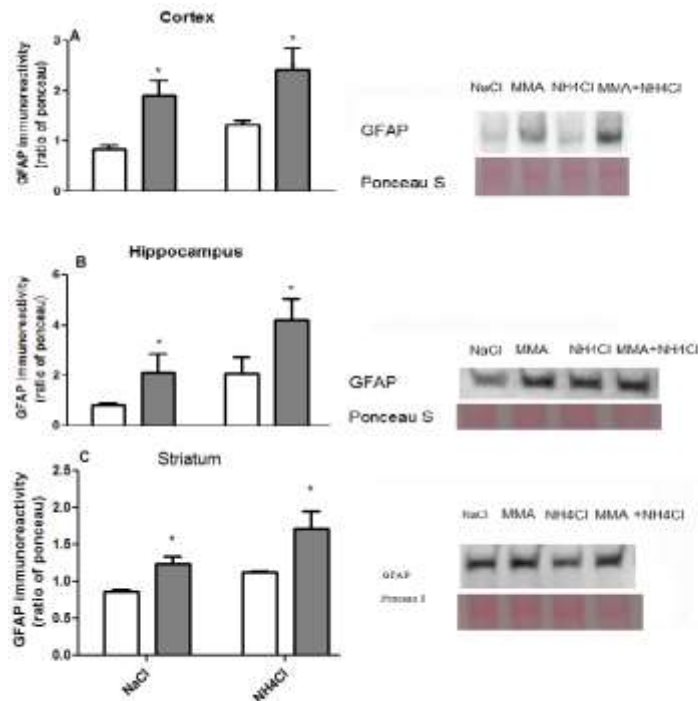 Cortex
A
GFAP immunoreactivity
(ratio of ponceau)
3
2
1
0
*
*
NaCl MMA NH4Cl MMA+NH4Cl
GFAP
Ponceau S
B
Hippocampus
GFAP immunoreactivity
(ratio of ponceau)
6
4
2
0
*
*
NaCl MMA NH4Cl MMA+NH4Cl
GFAP
Ponceau S
C
Striatum
GFAP immunoreactivity
(ratio of ponceau)
2.5
2.0
1.5
1.0
0.5
0.0
*
*
NaCl
NH4Cl
NaCl MMA NH4Cl MMA +NH4Cl
GFAP
Ponceau S